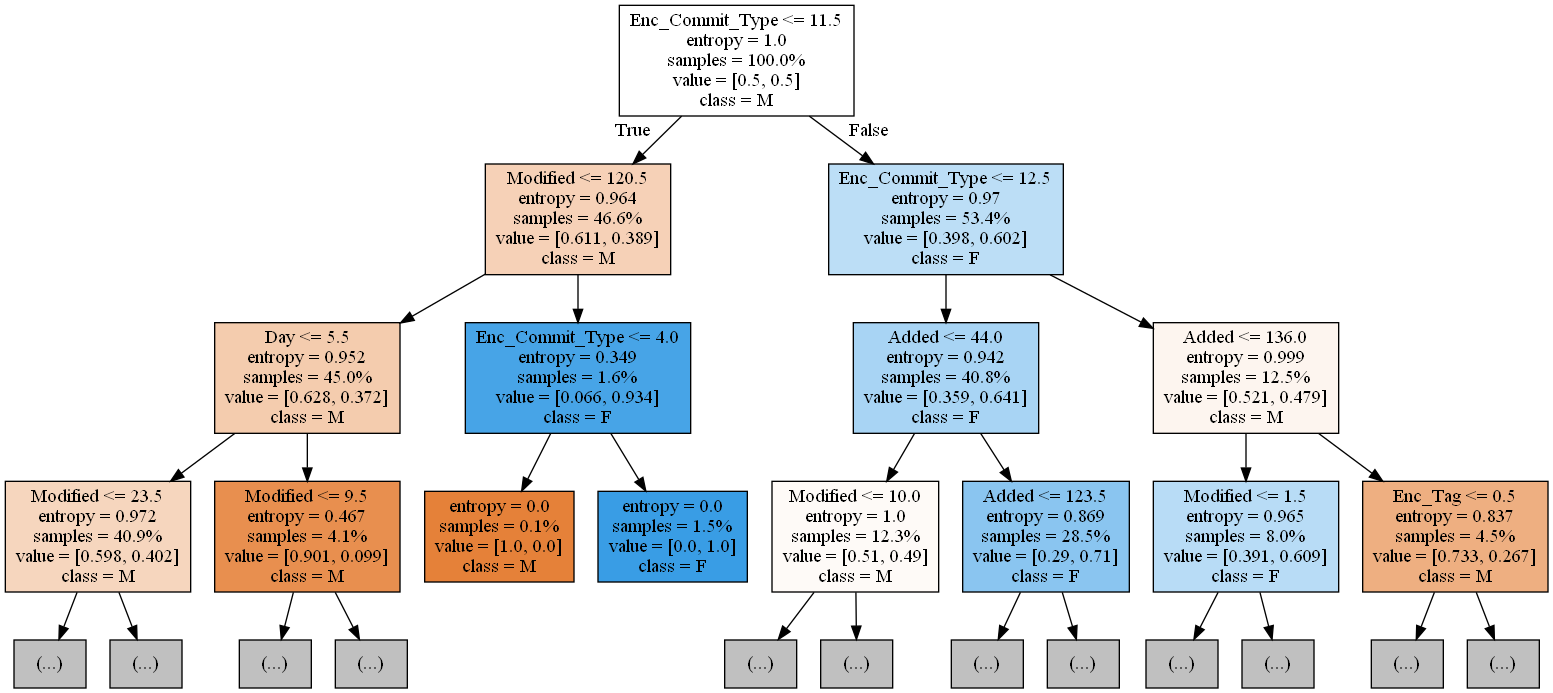 Enc_Commit_Type <= 11.5
entropy = 1.0
samples = 100.0%
value = [0.5, 0.5]
class = M
True
False
Modified <= 120.5
entropy = 0.964
samples = 46.6%
value = [0.611, 0.389]
class = M
Enc_Commit_Type <= 12.5
entropy = 0.97
samples = 53.4%
value = [0.398, 0.602]
class = F
Day <= 5.5
entropy = 0.952
samples = 45.0%
value = [0.628, 0.372]
class = M
Enc_Commit_Type <= 4.0
entropy = 0.349
samples = 1.6%
value = [0.066, 0.934]
class = F
Added <= 44.0
entropy = 0.942
samples = 40.8%
value = [0.359, 0.641]
class = F
Added <= 136.0
entropy = 0.999
samples = 12.5%
value = [0.521, 0.479]
class = M
Modified <= 23.5
entropy = 0.972
samples = 40.9%
value = [0.598, 0.402]
class = M
Modified <= 9.5
entropy = 0.467
samples = 4.1%
value = [0.901, 0.099]
class = M
entropy = 0.0
samples = 0.1%
value = [1.0, 0.0]
class = M
entropy = 0.0
samples = 1.5%
value = [0.0, 1.0]
class = F
Modified <= 10.0
entropy = 1.0
samples = 12.3%
value = [0.51, 0.49]
class = M
Added <= 123.5
entropy = 0.869
samples = 28.5%
value = [0.29, 0.71]
class = F
Modified <= 1.5
entropy = 0.965
samples = 8.0%
value = [0.391, 0.609]
class = F
Enc_Tag <= 0.5
entropy = 0.837
samples = 4.5%
value = [0.733, 0.267]
class = M
(...)
(...)
(...)
(...)
(...)
(...)
(...)
(...)
(...)
(...)
(...)
(...)